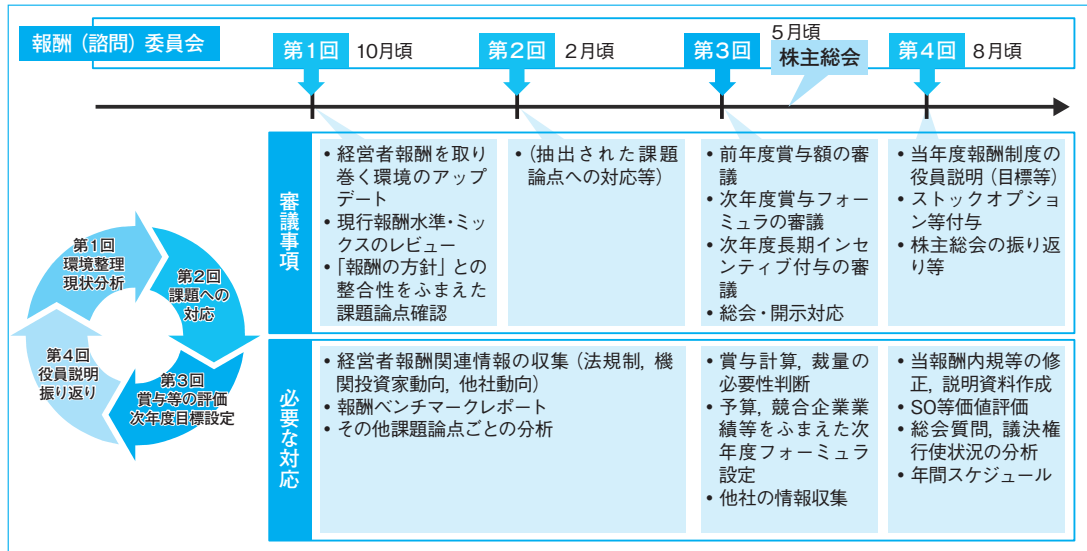 報酬（諮問）委員会
第1回 10月頃
第2回 2月頃
第3回
5月頃
株主総会
第4回 8月頃
審議事項
• 経営者報酬を取り
巻く環境のアップ
デート
• 現行報酬水準・ミッ
クスのレビュー
• 「報酬の方針」との
整合性をふまえた
課題論点確認
• （抽出された課題
論点への対応等）
• 前年度賞与額の審
議
• 次年度賞与フォー
ミュラの審議
• 次年度長期インセ
ンティブ付与の審
議
• 総会・開示対応
• 当年度報酬制度の
役員説明（目標等）
• ストックオプショ
ン等付与
• 株主総会の振り返
り等
必要な対応
• 経営者報酬関連情報の収集（法規制，機
関投資家動向，他社動向）
• 報酬ベンチマークレポート
• その他課題論点ごとの分析
• 賞与計算，裁量の
必要性判断
• 予算，競合企業業
績等をふまえた次
年度フォーミュラ
設定
• 他社の情報収集
• 当報酬内規等の修
正，説明資料作成
• SO等価値評価
• 総会質問，議決権
行使状況の分析
• 年間スケジュール
第1回
環境整理
現状分析
第2回
課題への
対応
第3回
賞与等の評価
次年度目標設定
第4回
役員説明
振り返り